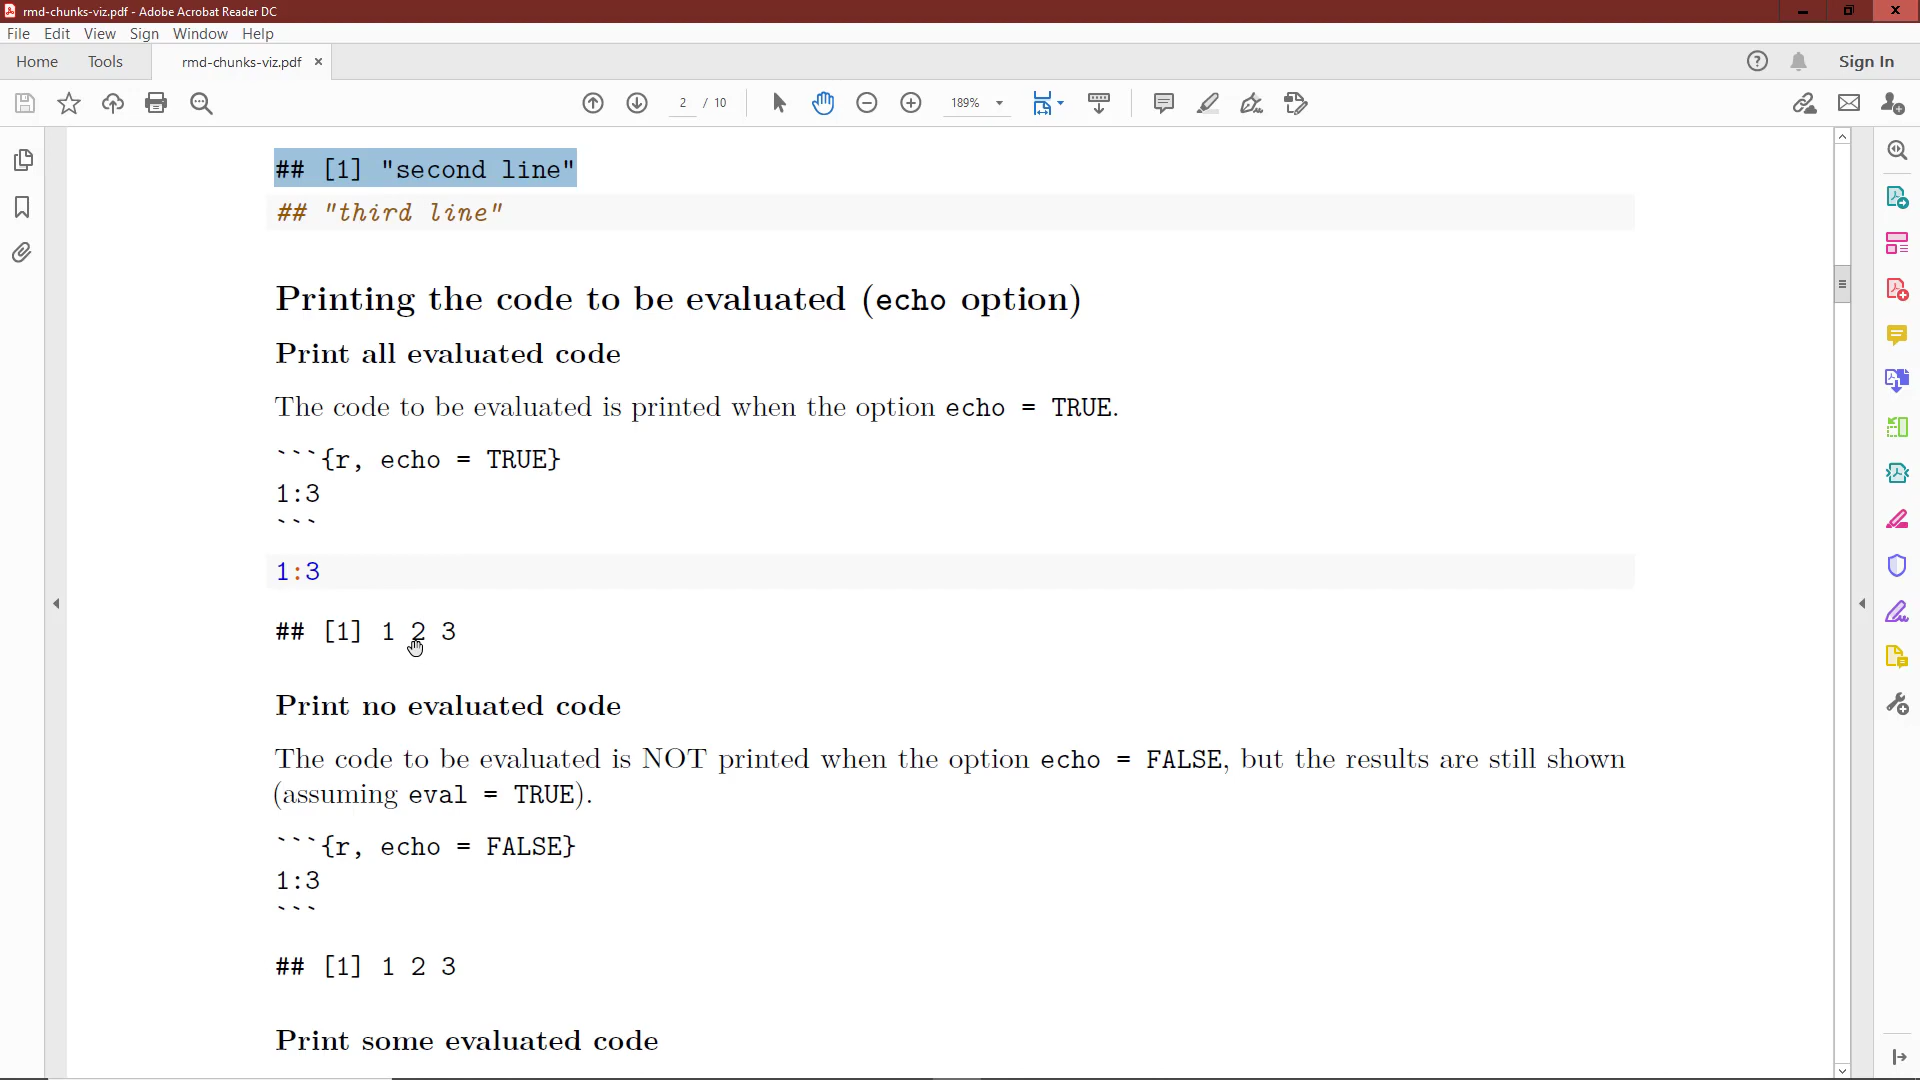 rmd-chunks-viz.pdf - Adobe Acrobat Reader DC
File Edit View Sign Window Help
Home Tools rmd-chunks-viz.pdf × Sign In
2 / 10 189%
## [1] "second line"
## "third line"
Printing the code to be evaluated (echo option)
Print all evaluated code
The code to be evaluated is printed when the option echo = TRUE.
```{r, echo = TRUE}
1:3
```
1:3
## [1] 1 2 3
Print no evaluated code
The code to be evaluated is NOT printed when the option echo = FALSE, but the results are still shown
(assuming eval = TRUE).
```{r, echo = FALSE}
1:3
```
## [1] 1 2 3
Print some evaluated code